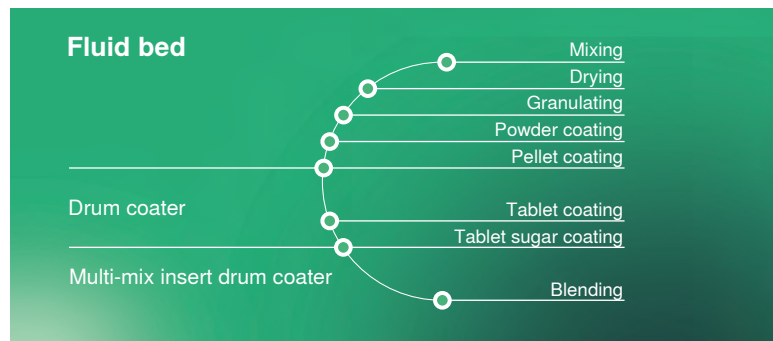 Fluid bed
Mixing
Drying
Granulating
Powder coating
Pellet coating
Drum coater
Tablet coating
Tablet sugar coating
Multi-mix insert drum coater
Blending